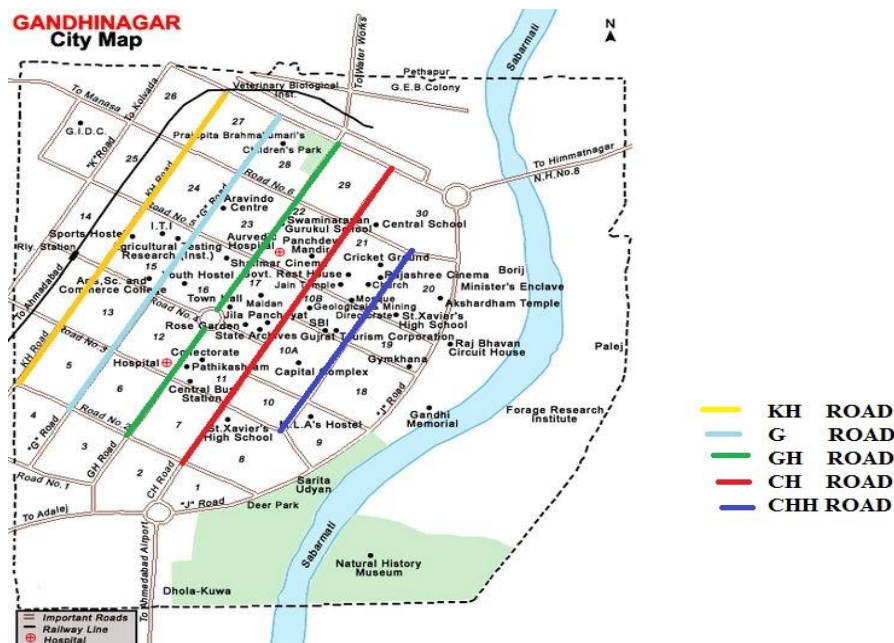 GANDHINAGAR
City Map
N
Sabarmati
To Water Works
Pethapur
G.E.B.Colony
Veterinary Biological
Inst.
To Manasa
To Kolvada
26
27
G.I.D.C.
Prajapita Brahmakumari's
Children's Park
28
To Himmatnagar
N.H.No.8
"K"Road
25
KH Road
24
"G" Road
Road No.6
29
Aravindo
Centre
22
Swaminarayan
Gurukul School
30
Central School
14
Road No.5
23
Sports Hostel
I.T.I
Aurvedic
Hospital
Panchdev
Mandir
21
Rly. Station
Agricultural Testing
Research (Inst.)
Shalimar Cinema
Cricket Ground
15
Youth Hostel
Govt. Rest House
Rajashree Cinema
Borij
Arts,Sc. and
Commerce College
16
17
Jain Temple
Church
Minister's Enclave
20
Town Hall
Maidan
10B
Mosque
Akshardham Temple
To Ahmadabad
13
Road No.4
Jila Panchayat
Geological & Mining
Directorate
St.Xavier's
High School
Rose Garden
State Archives
SBI
Gujrat Tourism Corporation
12
Road No.3
19
Raj Bhavan
Circuit House
Palej
KH Road
Collectorate
10A
Gymkhana
Hospital
Pathikashram
Capital Complex
5
6
11
Central Bus
Station
10
18
"J" Road
4
Road No.2
7
St.Xavier's
High School
M.L.A's Hostel
Gandhi
Memorial
Forage Research
Institute
"G" Road
3
GH Road
8
9
CH Road
2
Road No.1
1
Sarita
Udyan
"J" Road
Deer Park
To Adalej
Sabarmati
To Ahmadabad Airport
Natural History
Museum
Dhola-Kuwa
Important Roads
Railway Line
Hospital
KH ROAD
G ROAD
GH ROAD
CH ROAD
CHH ROAD